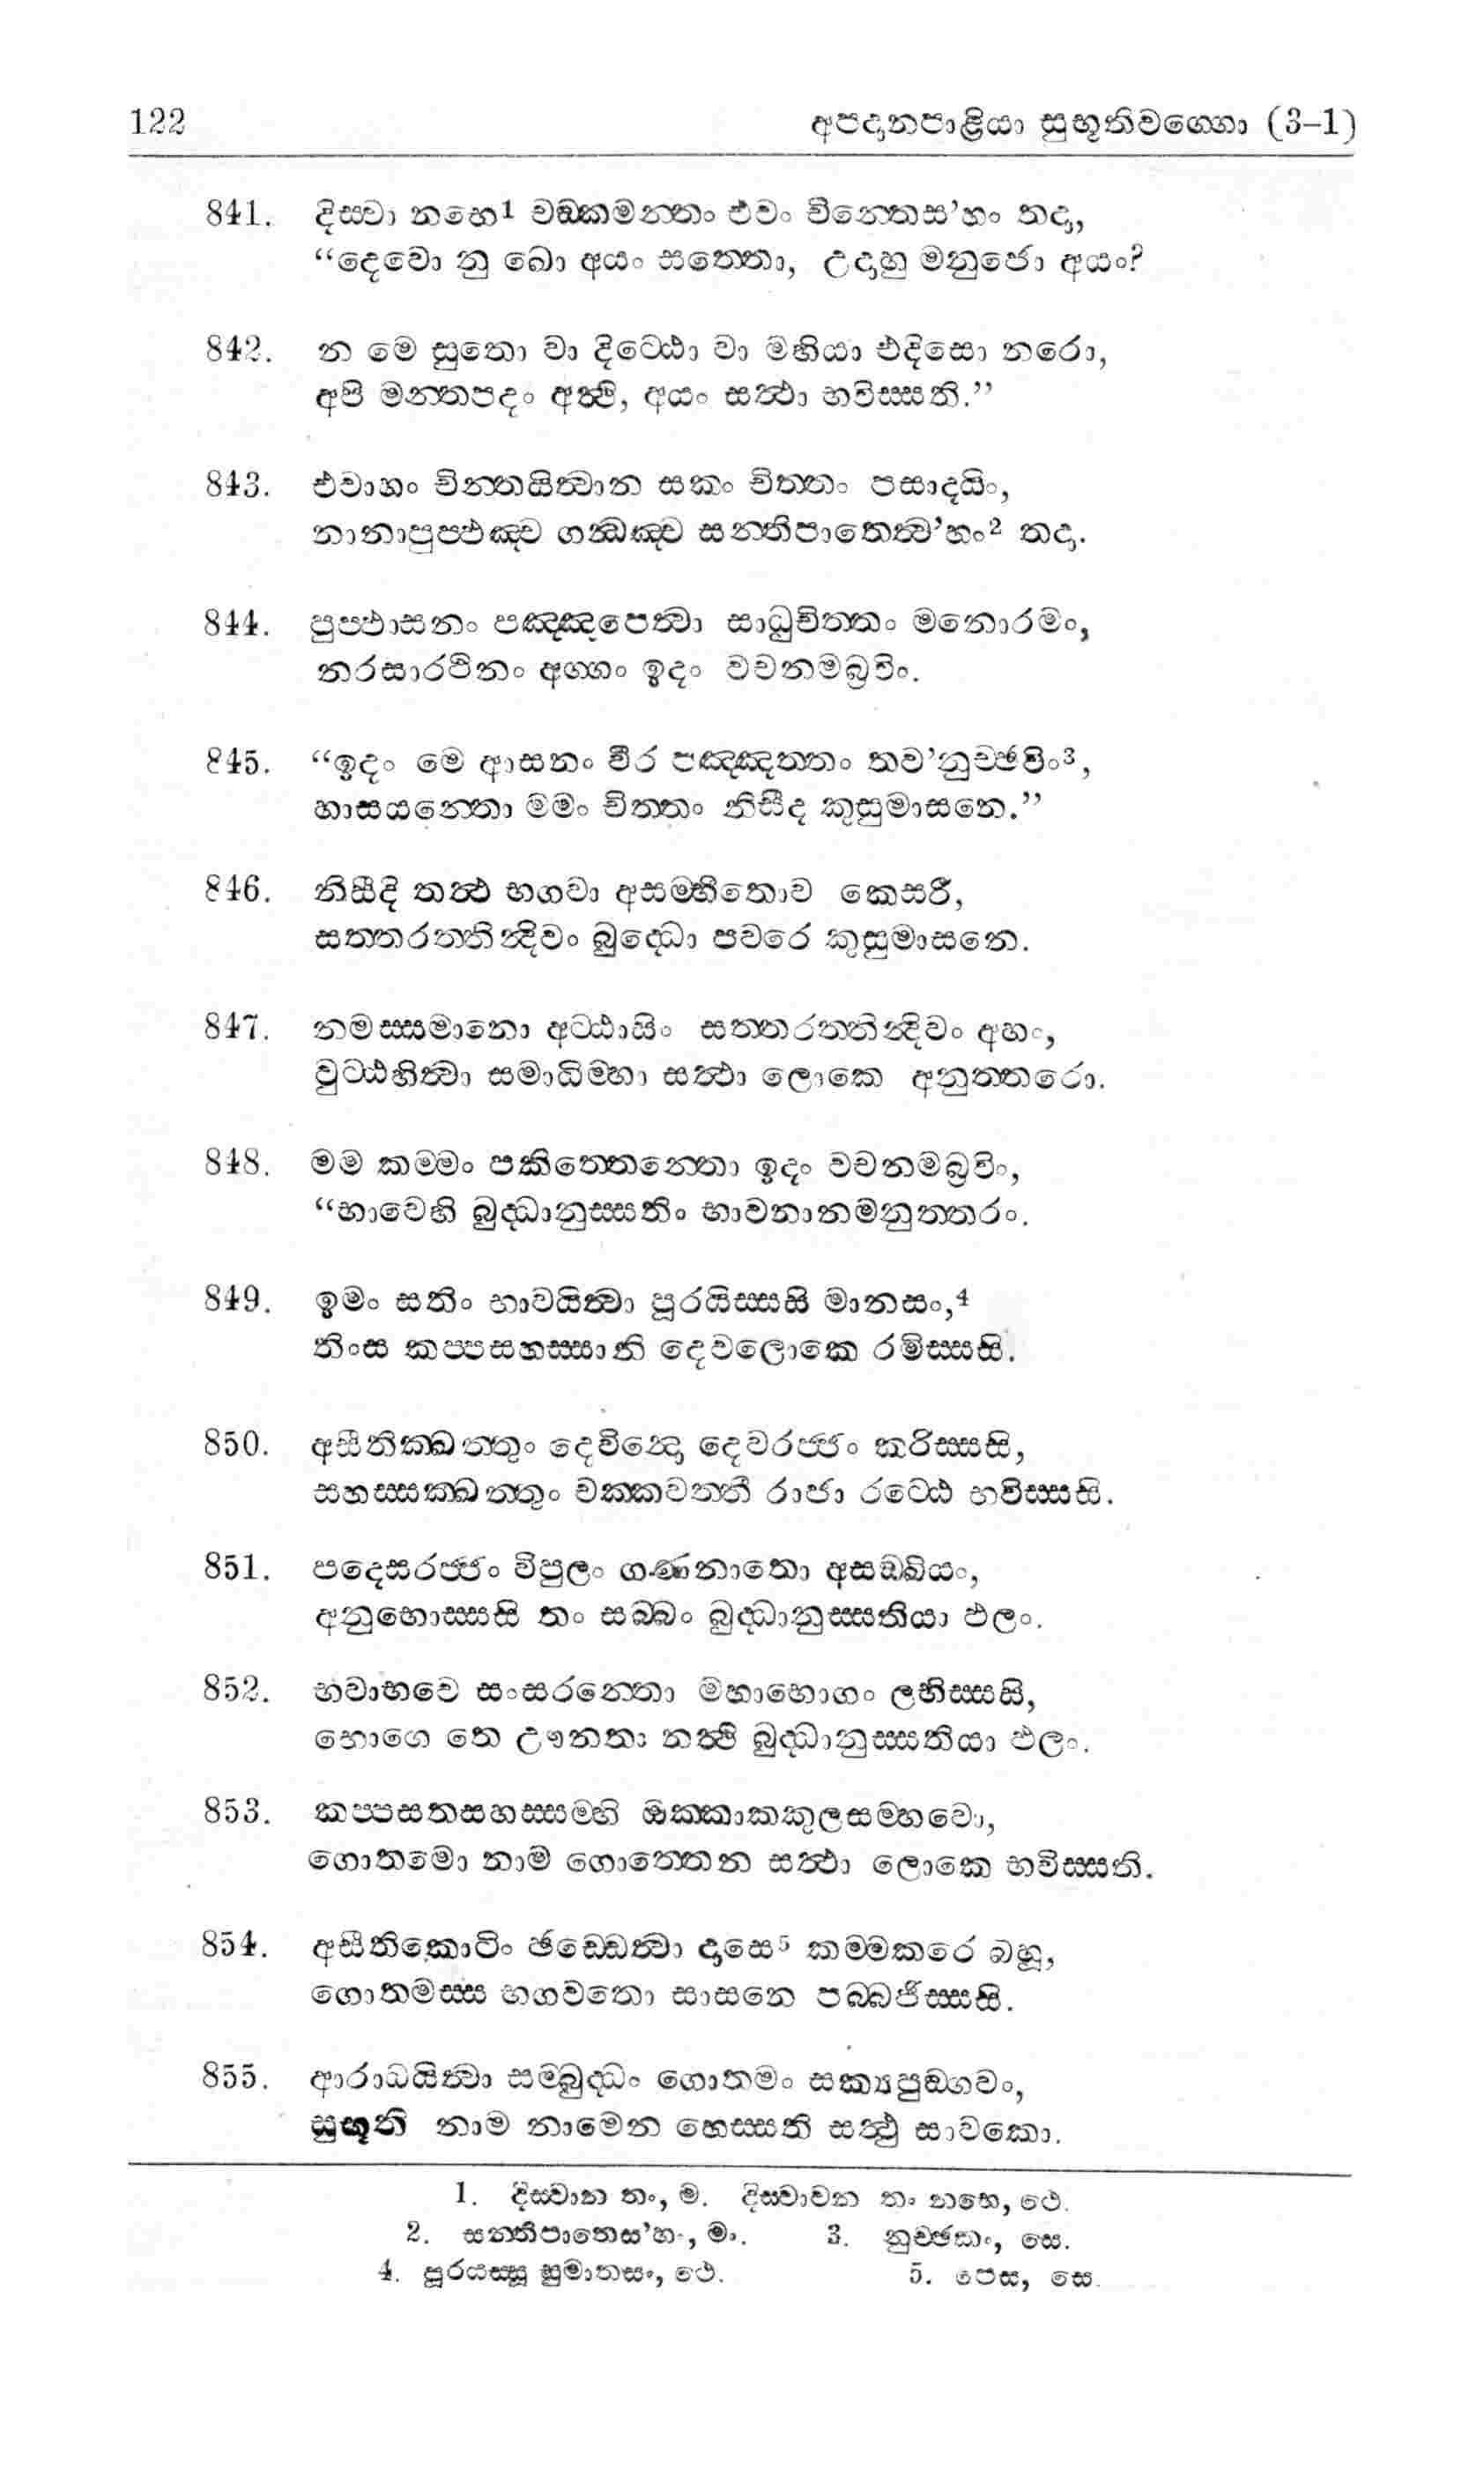 122 අපදානපාළියා සුභූතිවග්ගො (3–1)
841. දිස්වා නභෙ1 චඞ්කමන්තං එවං චින්තෙස'හං තදා,
“දෙවො නු ඛො අයං සත්තො, උදාහු මනුජො අයං?
842. න මෙ සුතො වා දිට්ඨො වා මහියා එදිසො නරො,
අපි මන්තපදං අත්ථි, අයං සත්ථා භවිස්සති.”
843. එවාහං චින්තයිත්වාන සකං චිත්තං පසාදයිං,
නානාපුප්ඵඤ්ච ගන්ධඤ්ච සන්තිපාතෙත්ව'හං2 තදා.
844. පුප්ඵාසනං පඤ්ඤපෙත්වා සාධුචිත්තං මනොරමං,
නරසාරථිනං අග්ගං ඉදං වචනමබ්‍රවිං.
845. “ඉදං මෙ ආසනං වීර පඤ්ඤත්තං තව'නුච්ඡවිං3,
හාසයන්තො මමං චිත්තං නිසීද කුසුමාසනෙ.”
846. නිසීදි තත්ථ භගවා අසම්භීතොව කෙසරී,
සත්තරත්තින්දිවං බුද්ධො පවරෙ කුසුමාසනෙ.
847. නමස්සමානො අට්ඨාසිං සත්තරත්තින්දිවං අහං,
වුට්ඨහිත්වා සමාධිම්හා සත්ථා ලොකෙ අනුත්තරො.
848. මම කම්මං පකිත්තෙන්තො ඉදං වචනමබ්‍රවිං,
“භාවෙහි බුද්ධානුස්සතිං භාවනානමනුත්තරං.
849. ඉමං සතිං භාවයිත්වා පූරයිස්සසි මානසං,4
තිංස කප්පසහස්සානි දෙවලොකෙ රමිස්සසි.
850. අසීතික්ඛත්තුං දෙවින්දො දෙවරජ්ජං කරිස්සසි,
සහස්සක්ඛත්තුං චක්කවත්තී රාජා රට්ඨෙ භවිස්සසි.
851. පදෙසරජ්ජං විපුලං ගණනාතො අසඞ්ඛියං,
අනුභොස්සසි තං සබ්බං බුද්ධානුස්සතියා ඵලං.
852. භවාභවෙ සංසරන්තො මහාභොගං ලභිස්සසි,
භොගෙ තෙ ඌනතා නත්ථි බුද්ධානුස්සතියා ඵලං.
853. කප්පසතසහස්සම්හි ඔක්කාකකුලසම්භවො,
ගොතමො නාම ගොත්තෙන සත්ථා ලොකෙ භවිස්සති.
854. අසීතිකොටිං ඡඩ්ඩෙත්වා දාසෙ5 කම්මකරෙ බහූ,
ගොතමස්ස භගවතො සාසනෙ පබ්බජිස්සසි.
855. ආරාධයිත්වා සම්බුද්ධං ගොතමං සක්‍යපුඞ්ගවං,
සුභූති නාම නාමෙන හෙස්සති සත්ථු සාවකො.
1. දිස්වාන තං, ම. දිස්වාවන තං නභෙ, ථෙ.
2. සන්තිපාතෙස'හං, මා. 3. නුච්ඡකං, සෙ.
4. පූරයස්සූ මානසං, ථෙ. 5. පෙස, සෙ.